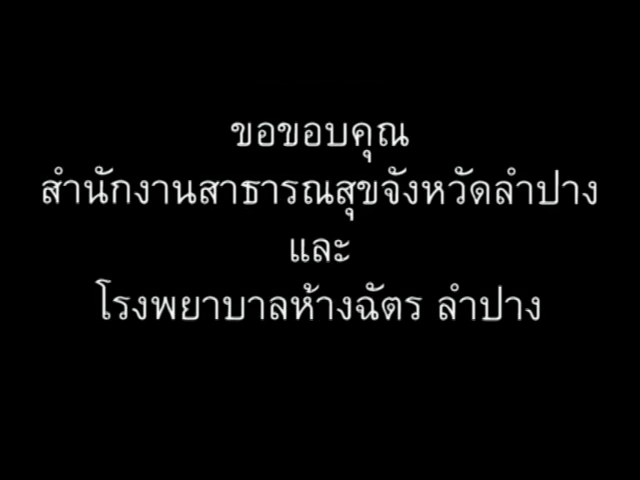 ขอขอบคุณ
สำนักงานสาธารณสุขจังหวัดลำปาง
และ
โรงพยาบาลห้างฉัตร ลำปาง